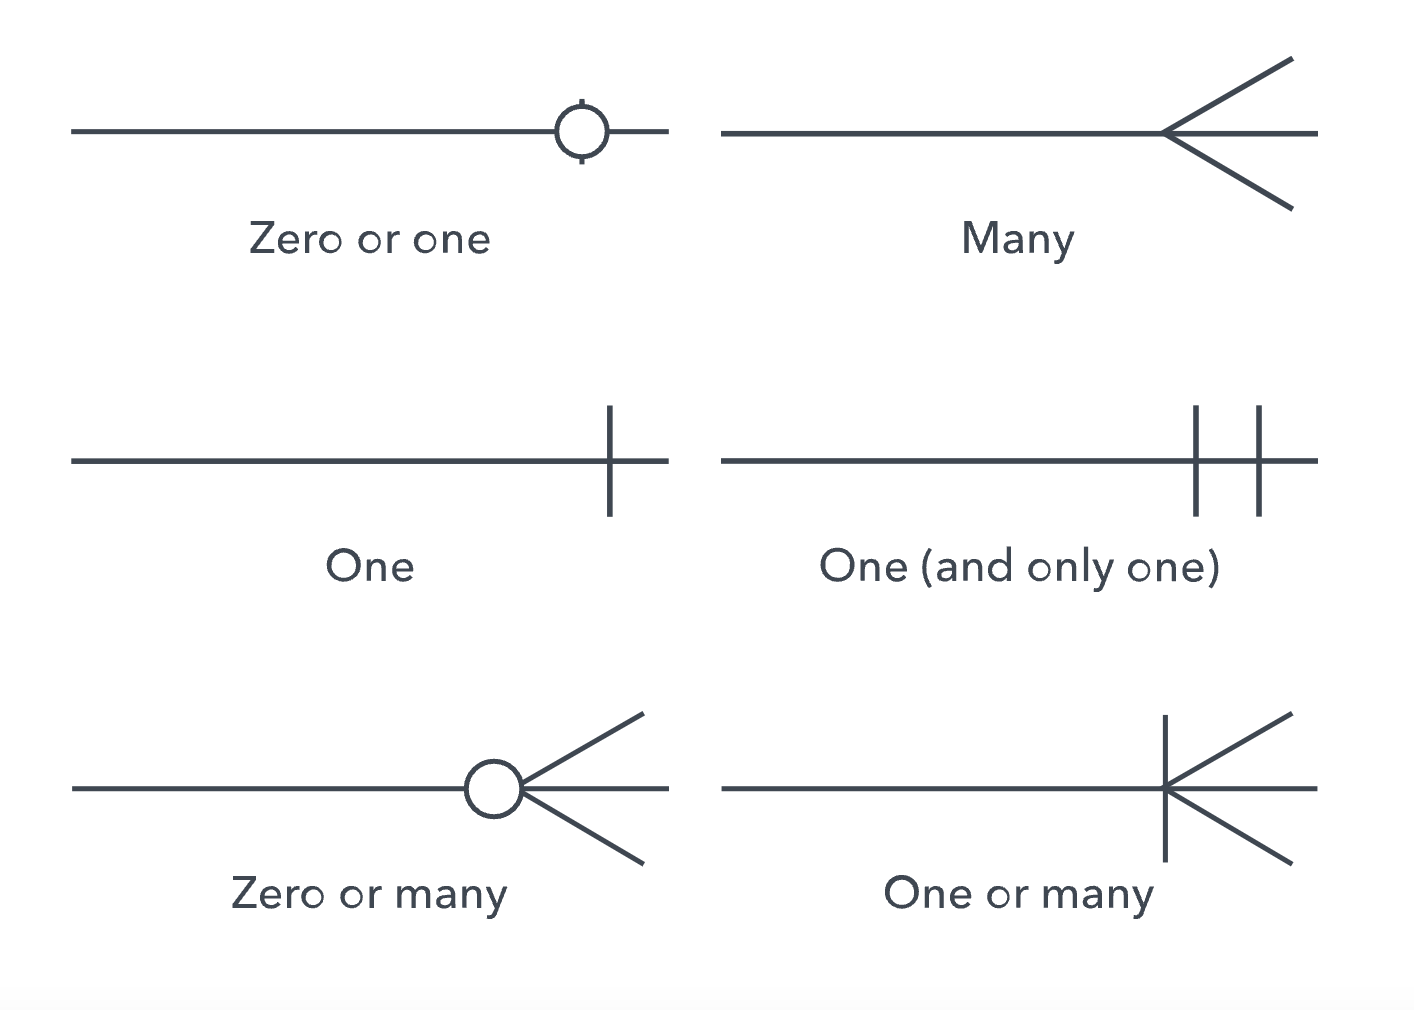 Zero or one
Many
One
One (and only one)
Zero or many
One or many